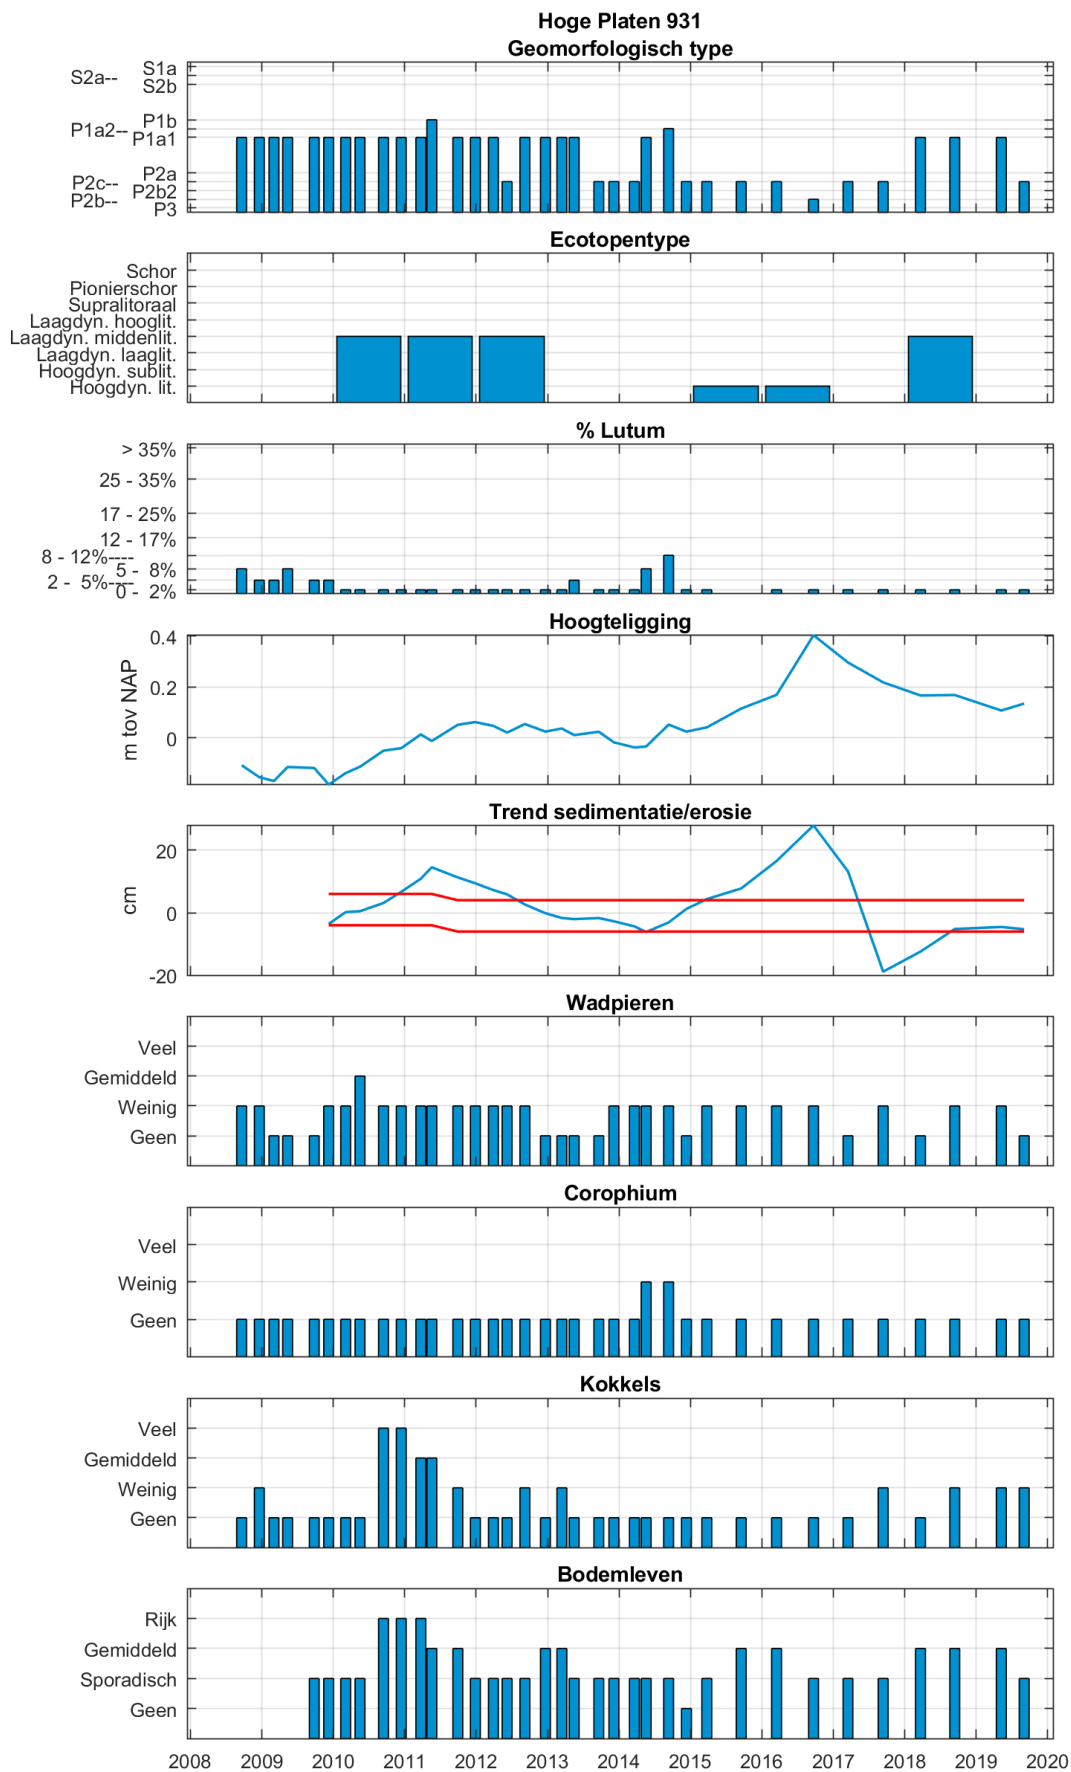 Hoge Platen 931
Geomorfologisch type
S1a
S2a--
S2b
P1b
P1a2--
P1a1
P2a
P2c--
P2b2
P2b--
P3
Ecotopentype
Schor
Pionierschor
Supralitoraal
Laagdyn. hooglit.
Laagdyn. middenlit.
Laagdyn. laaglit.
Hoogdyn. sublit.
Hoogdyn. lit.
% Lutum
> 35%
25 - 35%
17 - 25%
12 - 17%
8 - 12%----
5 - 8%
2 - 5%----
0 - 2%
Hoogteligging
m tov NAP
0.4
0.2
0
Trend sedimentatie/erosie
cm
20
0
-20
Wadpieren
Veel
Gemiddeld
Weinig
Geen
Corophium
Veel
Weinig
Geen
Kokkels
Veel
Gemiddeld
Weinig
Geen
Bodemleven
Rijk
Gemiddeld
Sporadisch
Geen
2008 2009 2010 2011 2012 2013 2014 2015 2016 2017 2018 2019 2020